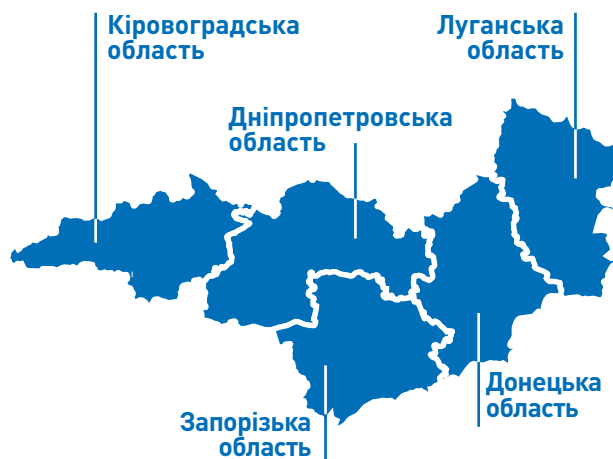 Кіровоградська
область
Луганська
область
Дніпропетровська
область
Донецька
область
Запорізька
область